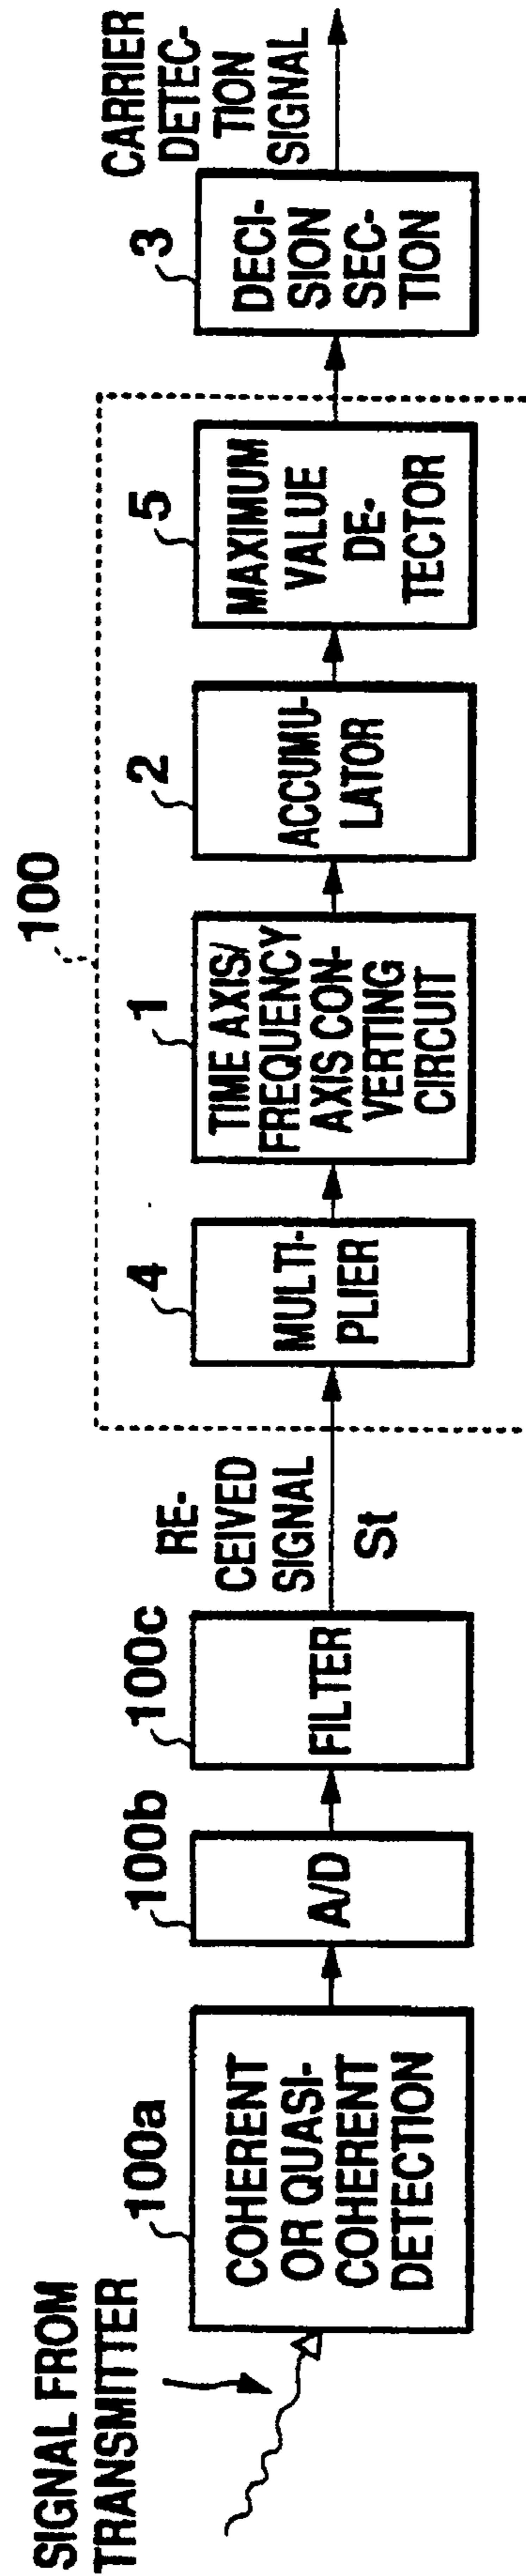 SIGNAL FROM
TRANSMITTER
100a
COHERENT
OR QUASI-
COHERENT
DETECTION
100b
A/D
100c
FILTER
RE-
CEIVED
SIGNAL
St
100
4
MULTI-
PLIER
1
TIME AXIS/
FREQUENCY
AXIS CON-
VERTING
CIRCUIT
2
ACCUMU-
LATOR
5
MAXIMUM
VALUE
DE-
TECTOR
3
DECI-
SION
SEC-
TION
CARRIER
DETEC-
TION
SIGNAL